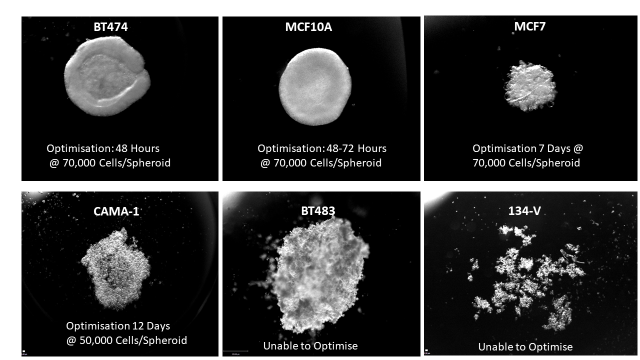 BT474
Optimisation: 48 Hours
@ 70,000 Cells/Spheroid
MCF10A
Optimisation: 48-72 Hours
@ 70,000 Cells/Spheroid
MCF7
Optimisation 7 Days @
70,000 Cells/Spheroid
CAMA-1
Optimisation 12 Days
@ 50,000 Cells/Spheroid
BT483
Unable to Optimise
134-V
Unable to Optimise